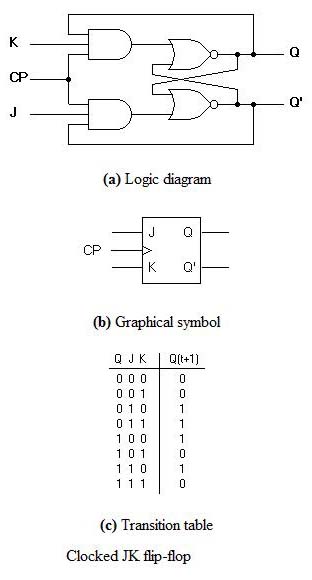 K
Q
CP
J
Q'
(a) Logic diagram
J Q
CP
K Q'
(b) Graphical symbol
Q J K Q(t+1)
0 0 0 0
0 0 1 0
0 1 0 1
0 1 1 1
1 0 0 1
1 0 1 0
1 1 0 1
1 1 1 0
(c) Transition table
Clocked JK flip-flop